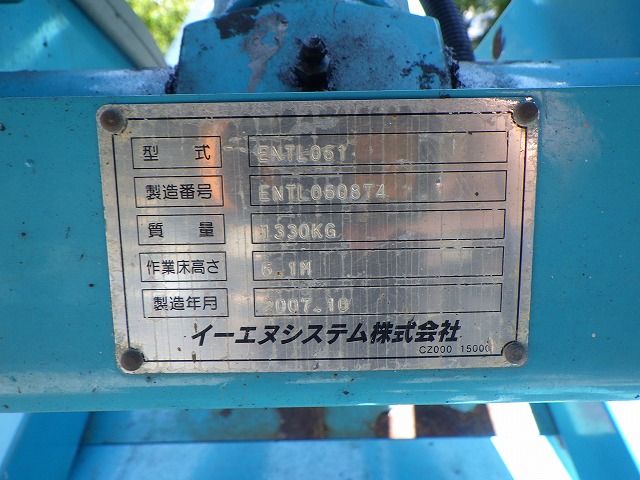 型式 ENTL061
製造番号 ENTL0608T4
質量 1330KG
作業床高さ 6.1M
製造年月 2007.10
イーエヌシステム株式会社
CZ000 15000